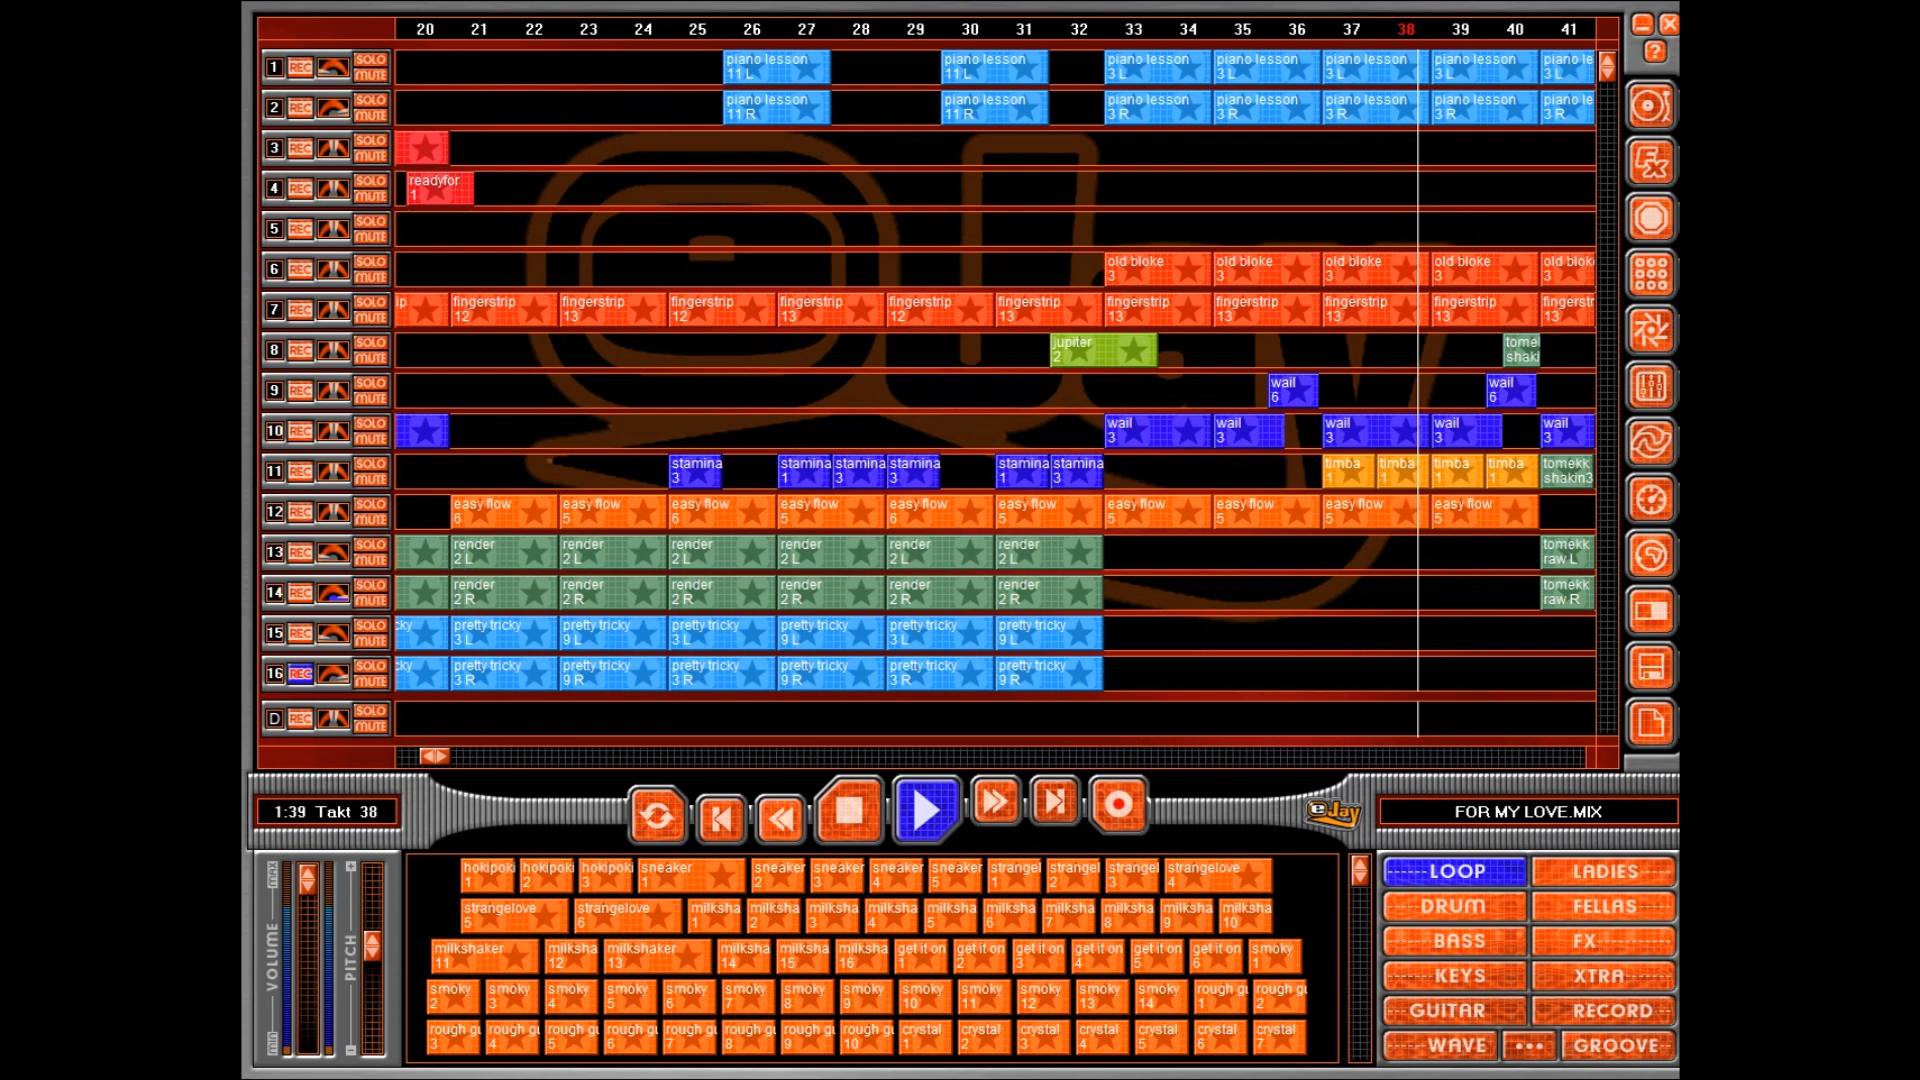 20 21 22 23 24 25 26 27 28 29 30 31 32 33 34 35 36 37 38 39 40 41
1 REC SOLO MUTE piano lesson 11 L piano lesson 11 L piano lesson 3 L piano lesson 3 L piano lesson 3 L piano lesson 3 L piano le 3 L
2 REC SOLO MUTE piano lesson 11 R piano lesson 11 R piano lesson 3 R piano lesson 3 R piano lesson 3 R piano lesson 3 R piano le 3 R
3 REC SOLO MUTE
4 REC SOLO MUTE readyfor 1
5 REC SOLO MUTE
6 REC SOLO MUTE old bloke 3 old bloke 3 old bloke 3 old bloke 3 old blok 3
7 REC SOLO MUTE ip fingerstrip 12 fingerstrip 13 fingerstrip 12 fingerstrip 13 fingerstrip 12 fingerstrip 13 fingerstrip 13 fingerstrip 13 fingerstrip 13 fingerstrip 13 fingerstr 13
8 REC SOLO MUTE jupiter 2 tome shaki
9 REC SOLO MUTE wail 6 wail 6
10 REC SOLO MUTE wail 3 wail 3 wail 3 wail 3 wail 3
11 REC SOLO MUTE stamina 3 stamina 1 stamina 3 stamina 3 stamina 1 stamina 3 timba 1 timba 1 timba 1 timba 1 tomekk shakin3
12 REC SOLO MUTE easy flow 6 easy flow 5 easy flow 6 easy flow 5 easy flow 6 easy flow 5 easy flow 5 easy flow 5 easy flow 5 easy flow 5
13 REC SOLO MUTE render 2 L render 2 L render 2 L render 2 L render 2 L render 2 L tomekk raw L
14 REC SOLO MUTE render 2 R render 2 R render 2 R render 2 R render 2 R render 2 R tomekk raw R
15 REC SOLO MUTE cky pretty tricky 3 L pretty tricky 9 L pretty tricky 3 L pretty tricky 9 L pretty tricky 3 L pretty tricky 9 L
16 REC SOLO MUTE cky pretty tricky 3 R pretty tricky 9 R pretty tricky 3 R pretty tricky 9 R pretty tricky 3 R pretty tricky 9 R
D REC SOLO MUTE
?
Fx
1:39 Takt 38
eJay
FOR MY LOVE.MIX
MAX VOLUME MIN
+ PITCH -
hokipoki 1 hokipoki 2 hokipoki 3 sneaker 1 sneaker 2 sneaker 3 sneaker 4 sneaker 5 strangel 1 strangel 2 strangel 3 strangelove 4
strangelove 5 strangelove 6 milksha 1 milksha 2 milksha 3 milksha 4 milksha 5 milksha 6 milksha 7 milksha 8 milksha 9 milksha 10
milkshaker 11 milksha 12 milkshaker 13 milksha 14 milksha 15 milksha 16 get it on 1 get it on 2 get it on 3 get it on 4 get it on 5 get it on 6 smoky 1
smoky 2 smoky 3 smoky 4 smoky 5 smoky 6 smoky 7 smoky 8 smoky 9 smoky 10 smoky 11 smoky 12 smoky 13 smoky 14 rough gu 1 rough gu 2
rough gu 3 rough gu 4 rough gu 5 rough gu 6 rough gu 7 rough gu 8 rough gu 9 rough gu 10 crystal 1 crystal 2 crystal 3 crystal 4 crystal 5 crystal 6 crystal 7
LOOP LADIES
DRUM FELLAS
BASS FX
KEYS XTRA
GUITAR RECORD
WAVE ••• GROOVE